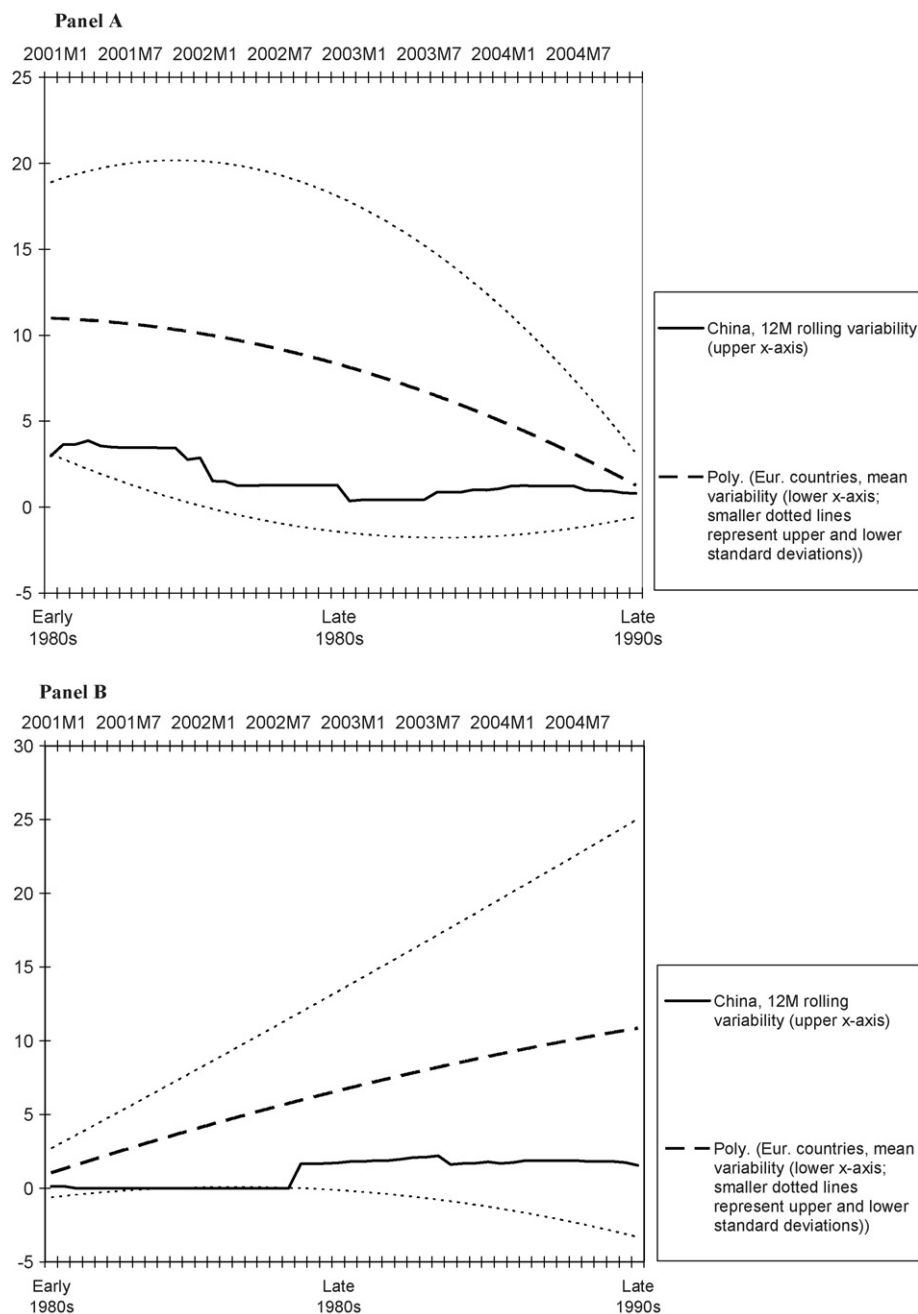 Panel A
2001M1 2001M7 2002M1 2002M7 2003M1 2003M7 2004M1 2004M7
25
20
15
10
5
0
-5
Early 1980s
Late 1980s
Late 1990s
China, 12M rolling variability
(upper x-axis)
Poly. (Eur. countries, mean
variability (lower x-axis;
smaller dotted lines
represent upper and lower
standard deviations))
Panel B
2001M1 2001M7 2002M1 2002M7 2003M1 2003M7 2004M1 2004M7
30
25
20
15
10
5
0
-5
Early 1980s
Late 1980s
Late 1990s
China, 12M rolling
variability (upper x-axis)
Poly. (Eur. countries, mean
variability (lower x-axis;
smaller dotted lines
represent upper and lower
standard deviations))